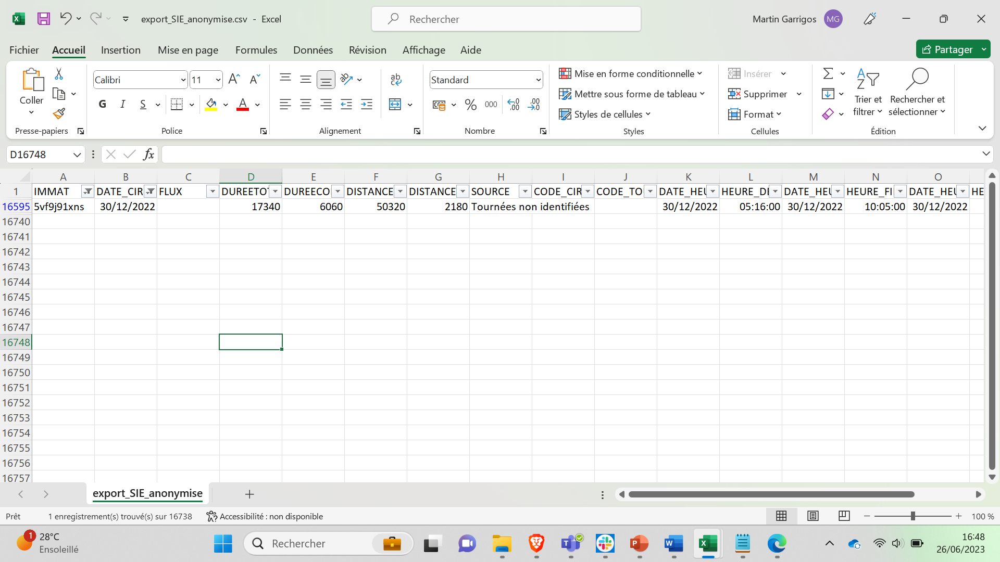 export_SIE_anonymise.csv - Excel
Rechercher
Martin Garrigos MG
Fichier Accueil Insertion Mise en page Formules Données Révision Affichage Aide Partager
Coller
Calibri 11
G I S
Standard
% 000
Mise en forme conditionnelle
Mettre sous forme de tableau
Styles de cellules
Insérer
Supprimer
Format
Trier et filtrer
Rechercher et sélectionner
Presse-papiers Police Alignement Nombre Styles Cellules Édition
D16748 fx
A B C D E F G H I J K L M N O
1 IMMAT DATE_CIR FLUX DUREETO DUREECO DISTANCE DISTANCE SOURCE CODE_CIR CODE_TO DATE_HEU HEURE_DE DATE_HEU HEURE_FI DATE_HEU HE
16595 5vf9j91xns 30/12/2022 17340 6060 50320 2180 Tournées non identifiées 30/12/2022 05:16:00 30/12/2022 10:05:00 30/12/2022
16740
16741
16742
16743
16744
16745
16746
16747
16748
16749
16750
16751
16752
16753
16754
16755
16756
16757
export_SIE_anonymise
Prêt 1 enregistrement(s) trouvé(s) sur 16738 Accessibilité : non disponible 100 %
1 28°C
Ensoleillé
Rechercher
16:48
26/06/2023